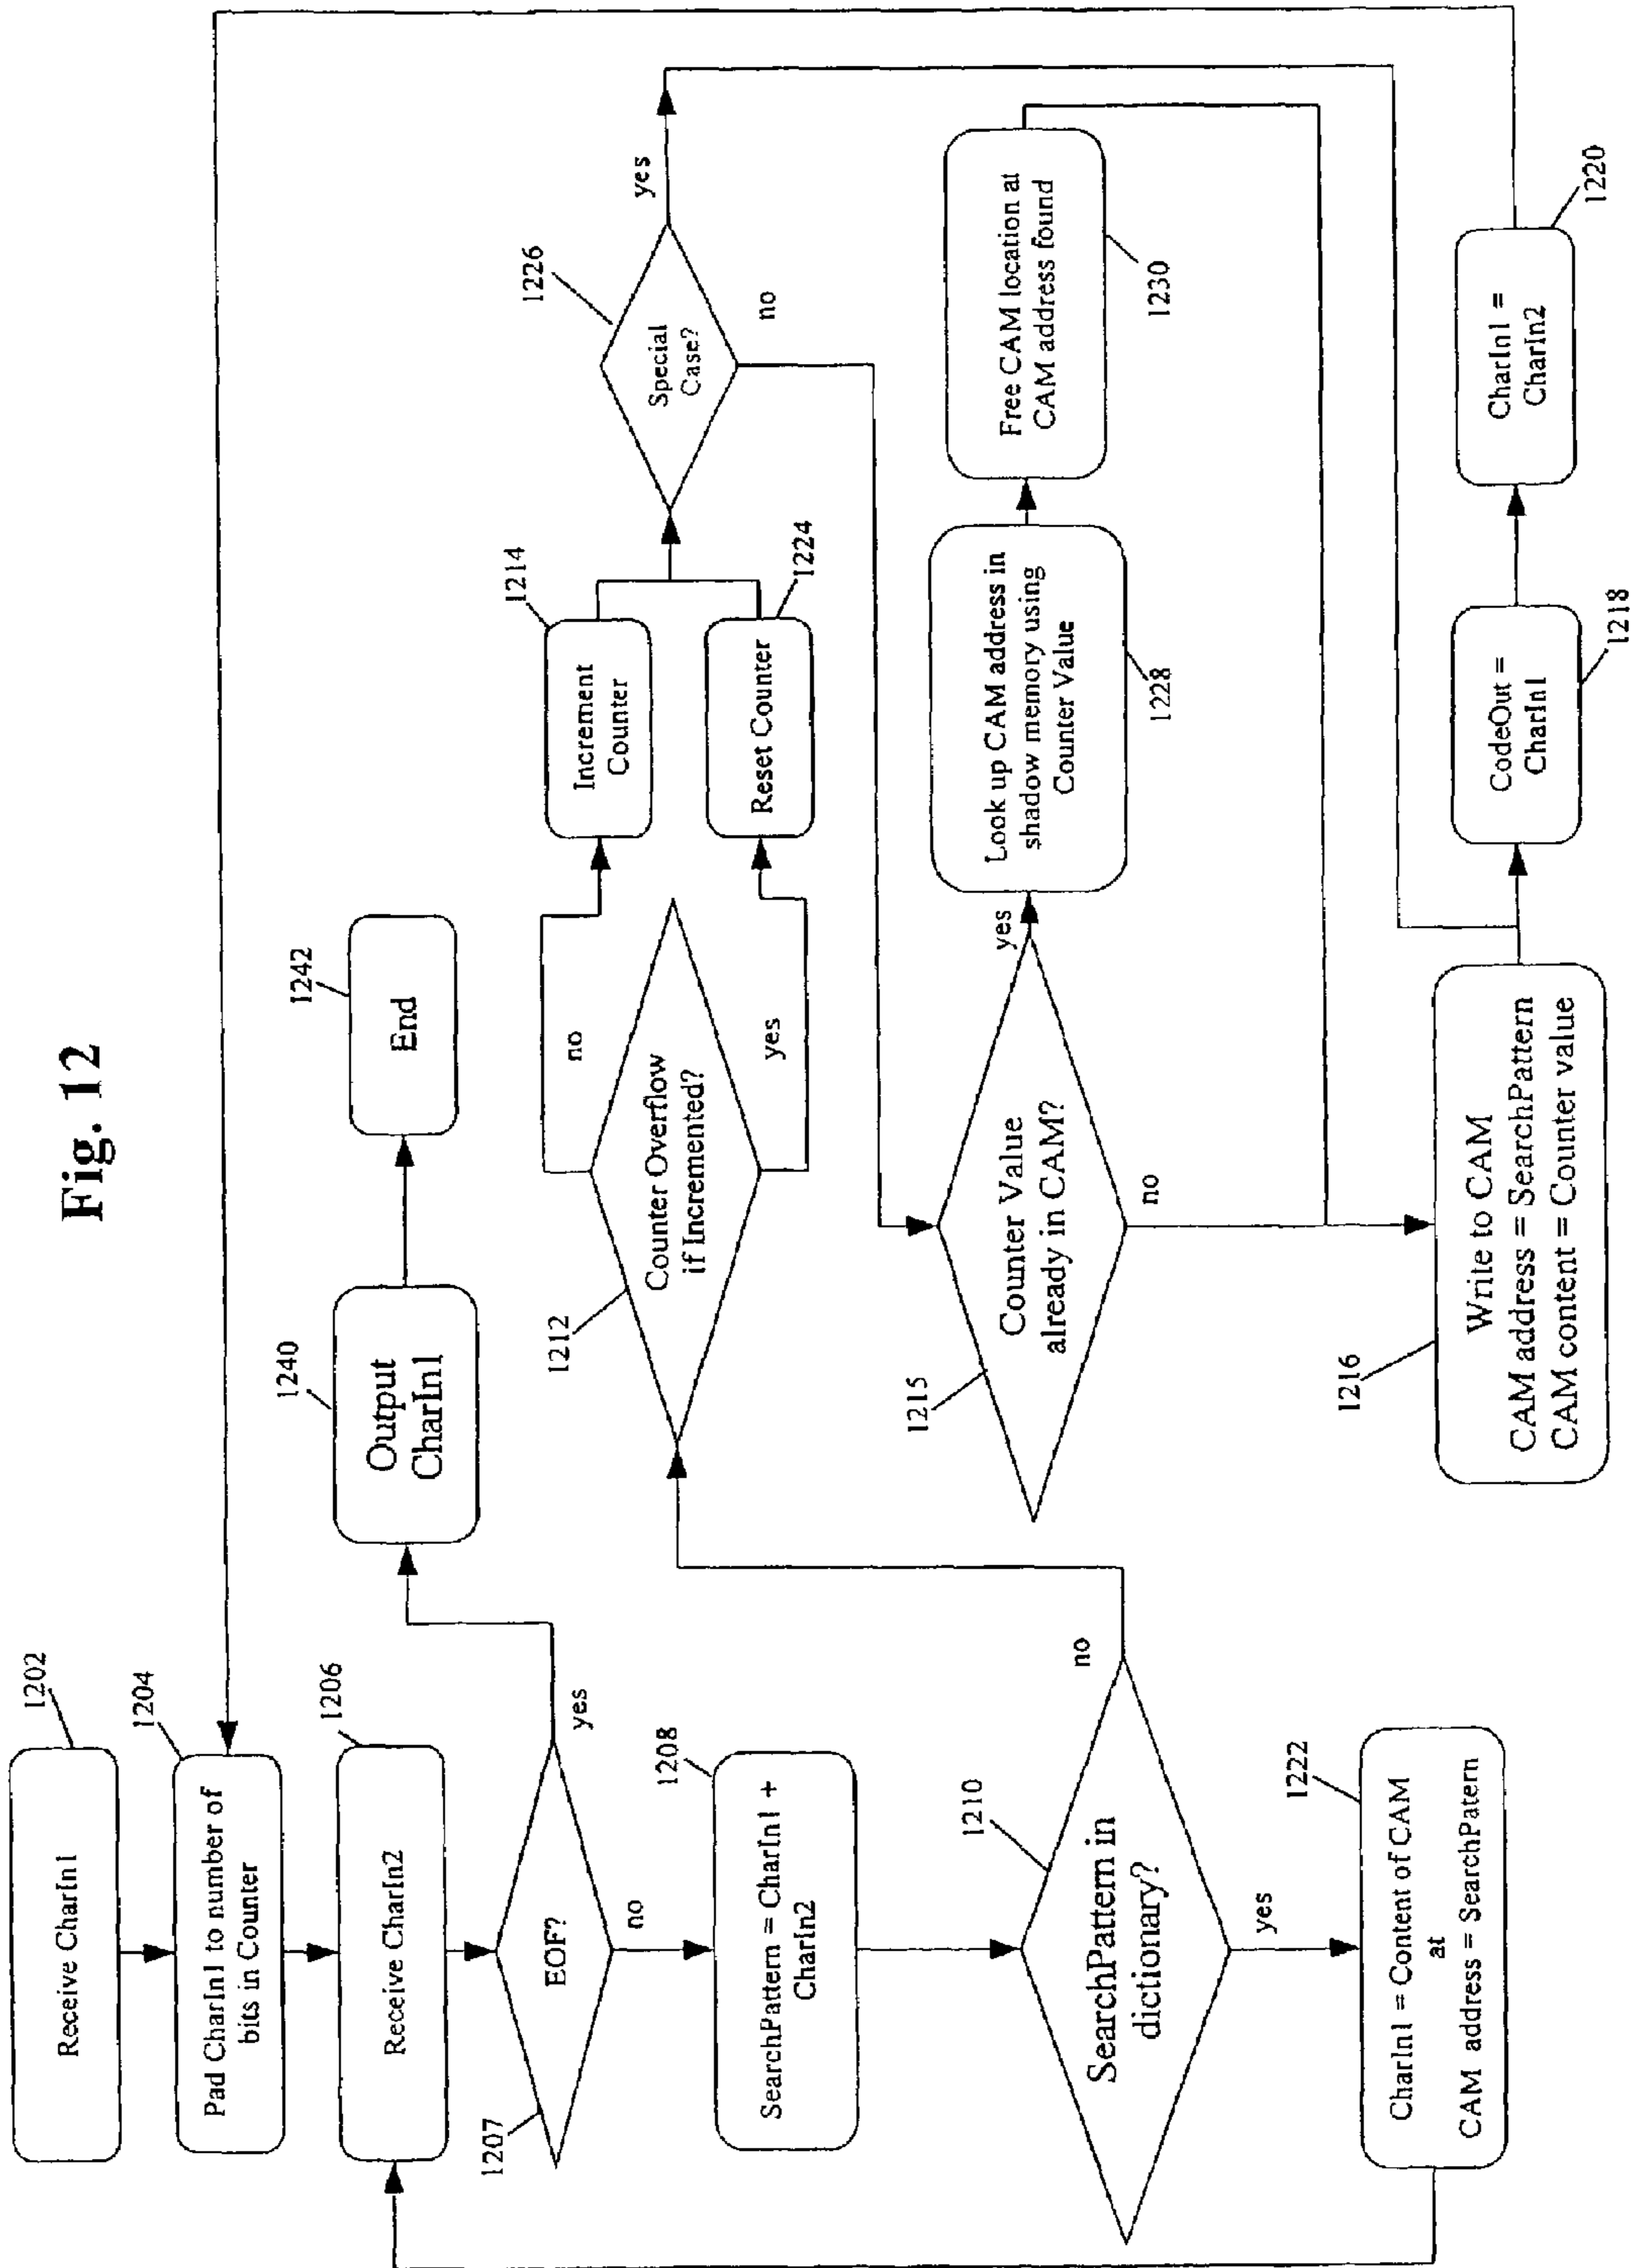 Fig. 12
1202
Receive CharIn1
1204
Pad CharIn1 to number of
bits in Counter
1206
Receive CharIn2
1207
EOF?
yes
no
1240
Output
CharIn1
1242
End
1208
SearchPattern = CharIn1 +
CharIn2
1210
SearchPattern in
dictionary?
no
yes
1222
CharIn1 = Content of CAM
at
CAM address = SearchPatern
1212
Counter Overflow
if Incremented?
no
yes
1214
Increment
Counter
1224
Reset Counter
1226
Special
Case?
yes
no
1215
Counter Value
already in CAM?
yes
no
1228
Look up CAM address in
shadow memory using
Counter Value
1230
Free CAM location at
CAM address found
1216
Write to CAM
CAM address = SearchPattern
CAM content = Counter value
1218
CodeOut =
CharIn1
1220
CharIn1 =
CharIn2